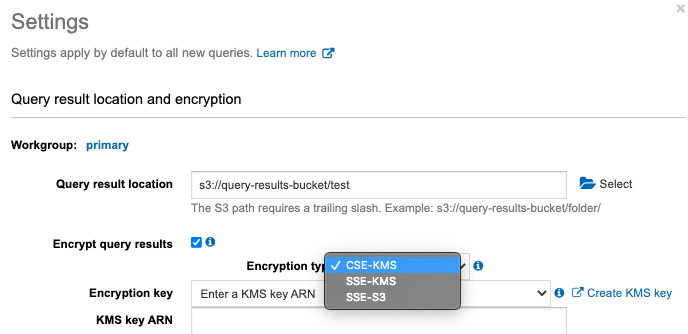 Settings
Settings apply by default to all new queries. Learn more
Query result location and encryption
Workgroup: primary
Query result location s3://query-results-bucket/test Select
The S3 path requires a trailing slash. Example: s3://query-results-bucket/folder/
Encrypt query results
Encryption typ ✓ CSE-KMS
SSE-KMS
SSE-S3
Encryption key Enter a KMS key ARN Create KMS key
KMS key ARN